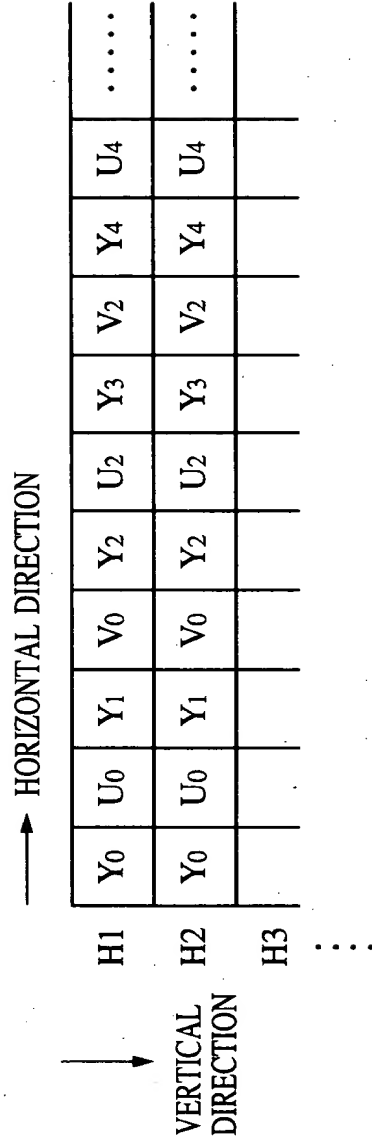 HORIZONTAL DIRECTION
VERTICAL
DIRECTION
H1 Y0 U0 Y1 V0 Y2 U2 Y3 V2 Y4 U4 .....
H2 Y0 U0 Y1 V0 Y2 U2 Y3 V2 Y4 U4 .....
H3
....